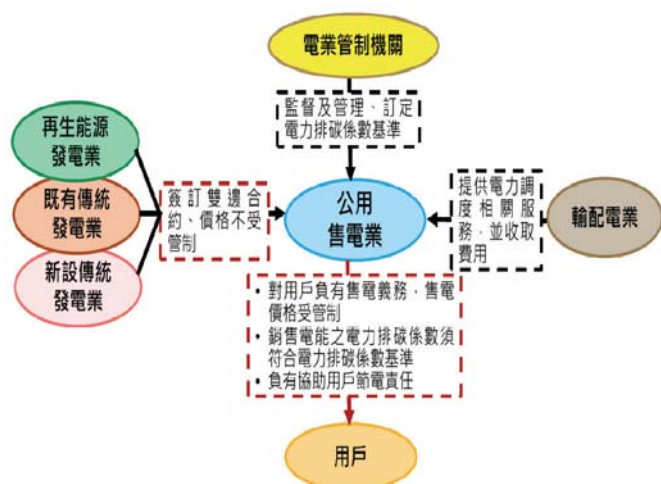 電業管制機關
監督及管理、訂定
電力排碳係數基準
再生能源
發電業
既有傳統
發電業
新設傳統
發電業
簽訂雙邊合
約、價格不受
管制
公用
售電業
提供電力調
度相關服
務，並收取
費用
輸配電業
• 對用戶負有售電義務，售電
價格受管制
• 銷售電能之電力排碳係數須
符合電力排碳係數基準
• 負有協助用戶節電責任
用戶